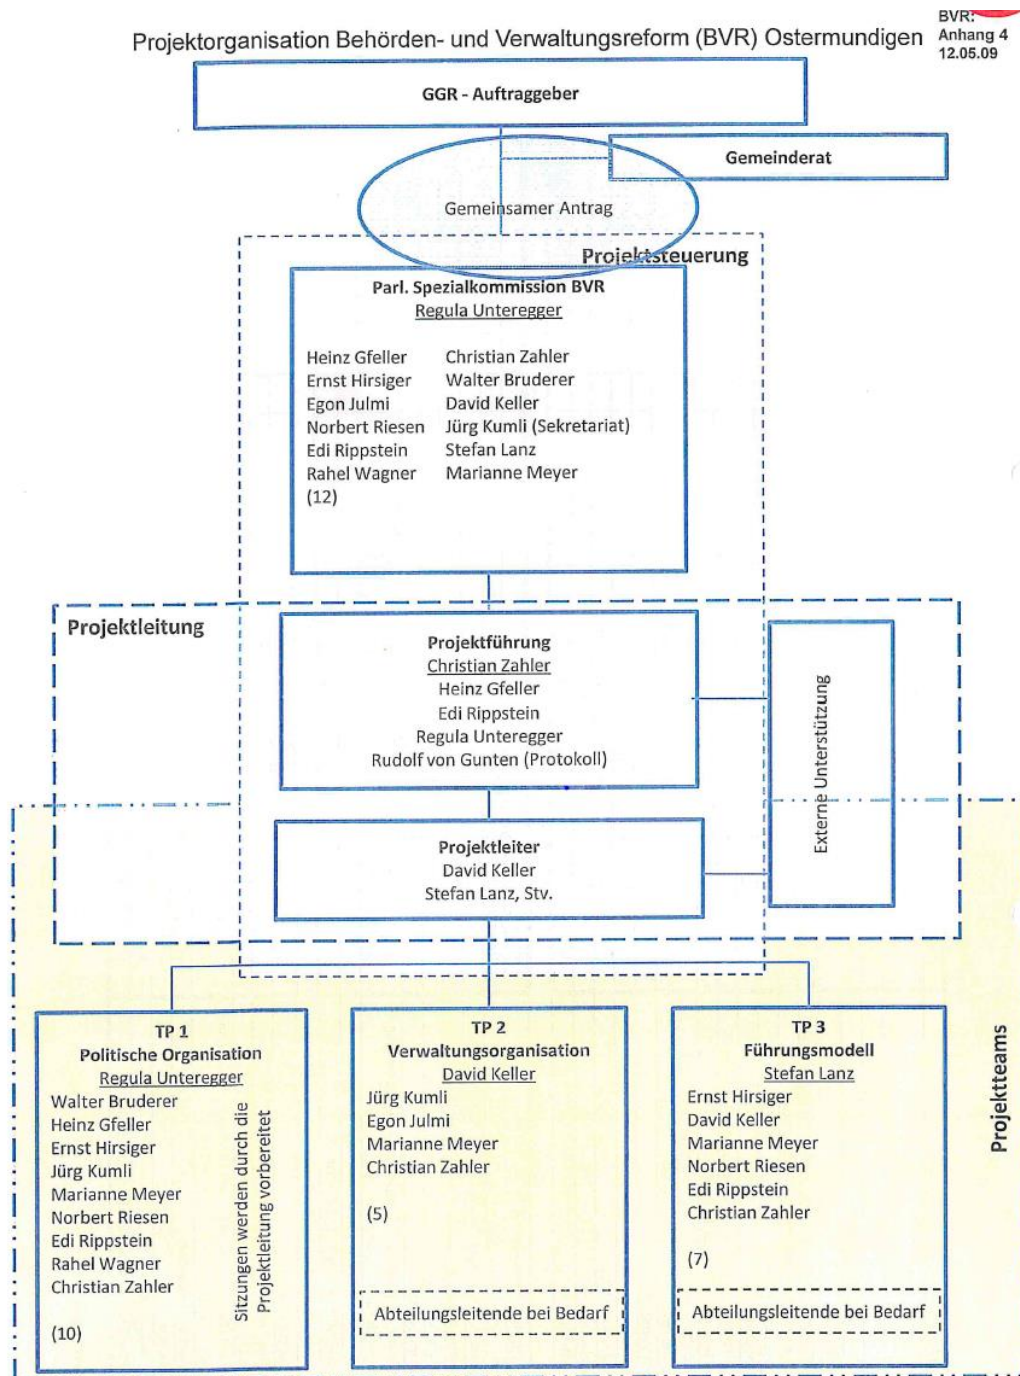 BVR:
Anhang 4
12.05.09
Projektorganisation Behörden- und Verwaltungsreform (BVR) Ostermundigen
GGR - Auftraggeber
Gemeinderat
Gemeinsamer Antrag
Projektsteuerung
Parl. Spezialkommission BVR
Regula Unteregger
Heinz Gfeller Christian Zahler
Ernst Hirsiger Walter Bruderer
Egon Julmi David Keller
Norbert Riesen Jürg Kumli (Sekretariat)
Edi Rippstein Stefan Lanz
Rahel Wagner Marianne Meyer
(12)
Projektleitung
Projektführung
Christian Zahler
Heinz Gfeller
Edi Rippstein
Regula Unteregger
Rudolf von Gunten (Protokoll)
Externe Unterstützung
Projektleiter
David Keller
Stefan Lanz, Stv.
Projektteams
TP 1
Politische Organisation
Regula Unteregger
Walter Bruderer
Heinz Gfeller
Ernst Hirsiger
Jürg Kumli
Marianne Meyer
Norbert Riesen
Edi Rippstein
Rahel Wagner
Christian Zahler
(10)
Sitzungen werden durch die
Projektleitung vorbereitet
TP 2
Verwaltungsorganisation
David Keller
Jürg Kumli
Egon Julmi
Marianne Meyer
Christian Zahler
(5)
Abteilungsleitende bei Bedarf
TP 3
Führungsmodell
Stefan Lanz
Ernst Hirsiger
David Keller
Marianne Meyer
Norbert Riesen
Edi Rippstein
Christian Zahler
(7)
Abteilungsleitende bei Bedarf